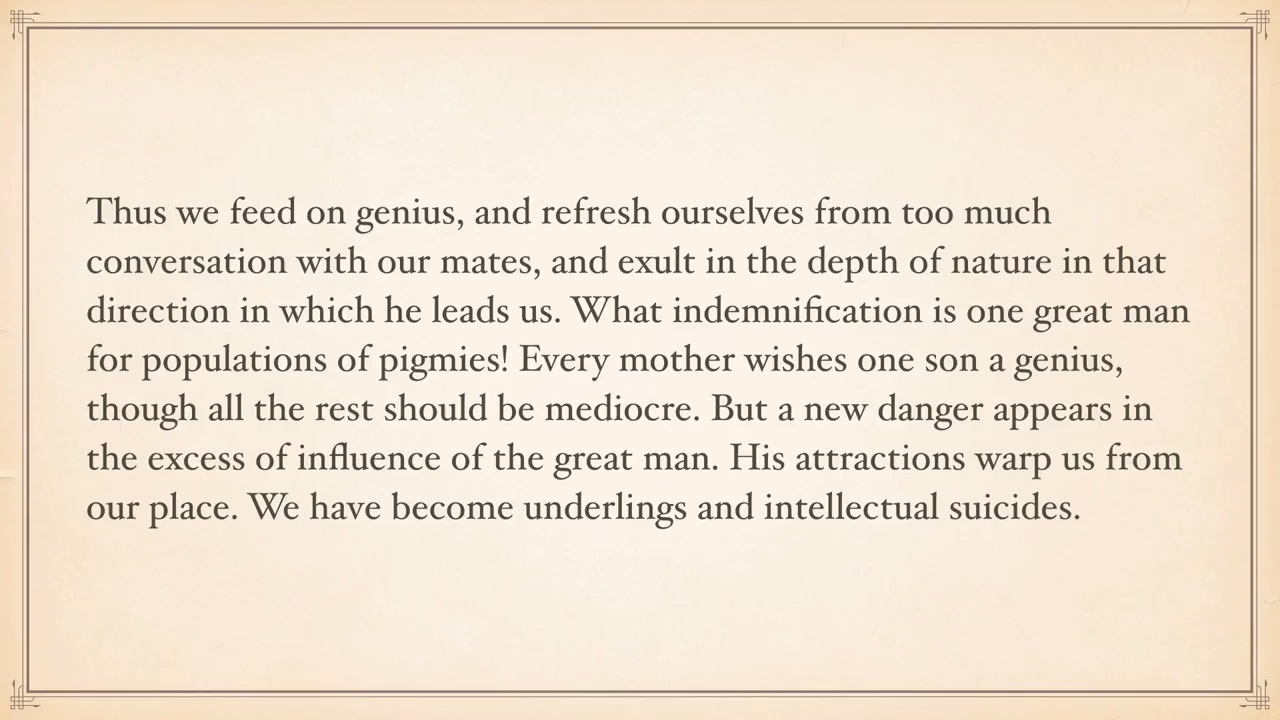 Thus we feed on genius, and refresh ourselves from too much
conversation with our mates, and exult in the depth of nature in that
direction in which he leads us. What indemnification is one great man
for populations of pigmies! Every mother wishes one son a genius,
though all the rest should be mediocre. But a new danger appears in
the excess of influence of the great man. His attractions warp us from
our place. We have become underlings and intellectual suicides.